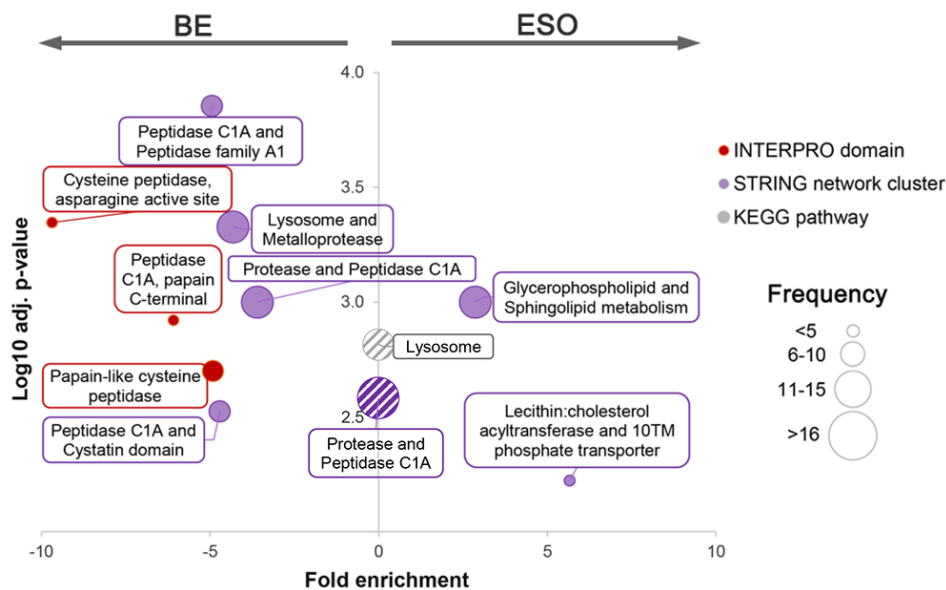 BE
ESO
4.0
Peptidase C1A and
Peptidase family A1
Cysteine peptidase,
asparagine active site
3.5
Lysosome and
Metalloprotease
Peptidase
C1A, papain
C-terminal
Protease and Peptidase C1A
3.0
Glycerophospholipid and
Sphingolipid metabolism
Lysosome
Papain-like cysteine
peptidase
2.5
Peptidase C1A and
Cystatin domain
Protease and
Peptidase C1A
Lecithin:cholesterol
acyltransferase and 10TM
phosphate transporter
Log10 adj. p-value
-10
-5
0
5
10
Fold enrichment
INTERPRO domain
STRING network cluster
KEGG pathway
Frequency
<5
6-10
11-15
>16